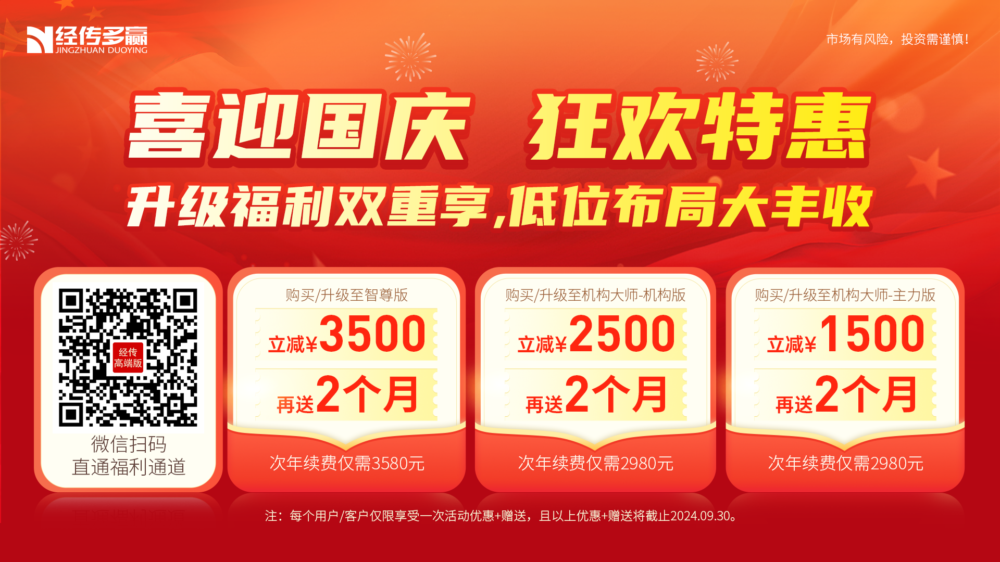 经传多赢
JINGZHUAN DUOYING
市场有风险，投资需谨慎！
喜迎国庆 狂欢特惠
升级福利双重享,低位布局大丰收
经传
高端版
微信扫码
直通福利通道
购买/升级至智尊版
立减¥3500
再送2个月
次年续费仅需3580元
购买/升级至机构大师-机构版
立减¥2500
再送2个月
次年续费仅需2980元
购买/升级至机构大师-主力版
立减¥1500
再送2个月
次年续费仅需2980元
注：每个用户/客户仅限享受一次活动优惠+赠送，且以上优惠+赠送将截止2024.09.30。